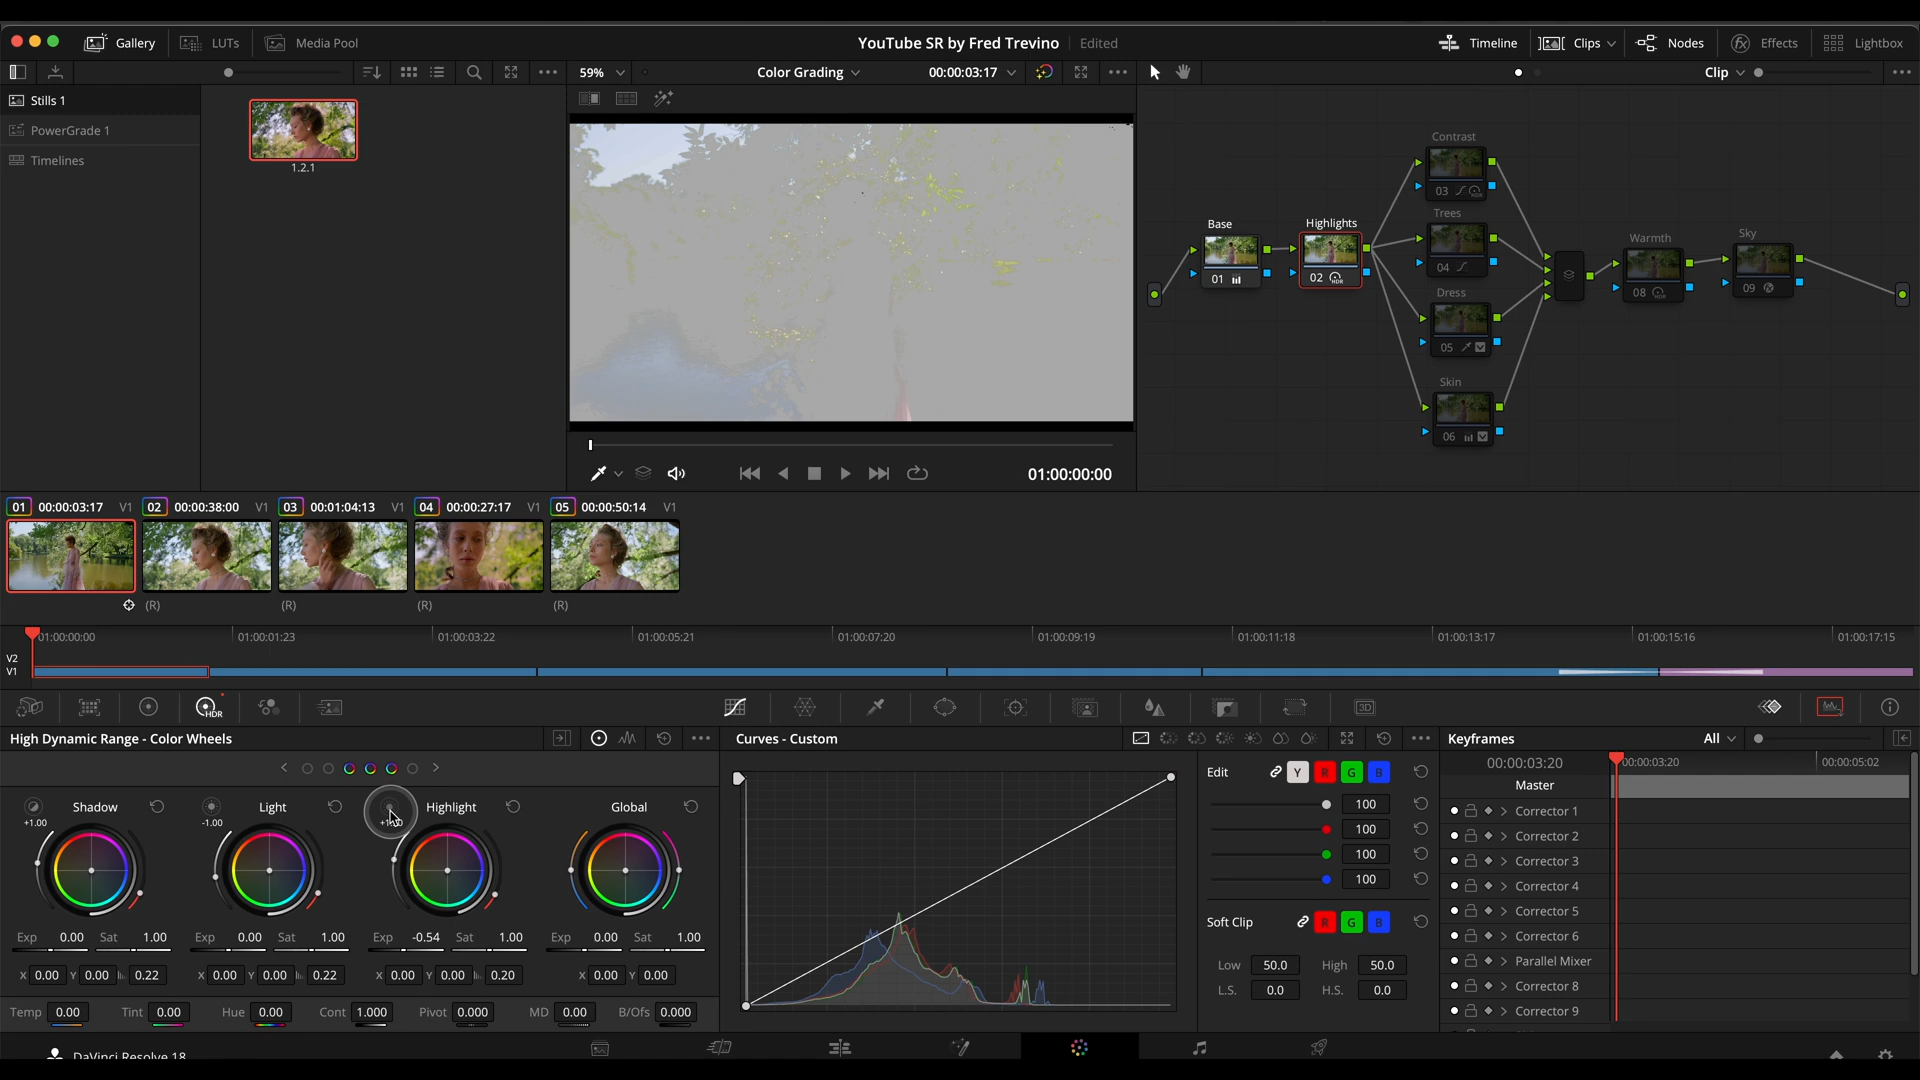 Gallery LUTs Media Pool YouTube SR by Fred Trevino Edited Timeline Clips Nodes Effects Lightbox
59% Color Grading 00:00:03:17 Clip
Stills 1
PowerGrade 1
Timelines
1.2.1
Contrast
03 HDR
Trees
04
Base
01
Highlights
02 HDR
Dress
05
Skin
06
Warmth
08 HDR
Sky
09
01:00:00:00
01 00:00:03:17 V1 02 00:00:38:00 V1 03 00:01:04:13 V1 04 00:00:27:17 V1 05 00:00:50:14 V1
(R) (R) (R) (R)
01:00:00:00 01:00:01:23 01:00:03:22 01:00:05:21 01:00:07:20 01:00:09:19 01:00:11:18 01:00:13:17 01:00:15:16 01:00:17:15
V2
V1
HDR 3D
High Dynamic Range - Color Wheels
Shadow Light Highlight Global
+1.00 -1.00
Exp 0.00 Sat 1.00 Exp 0.00 Sat 1.00 Exp -0.54 Sat 1.00 Exp 0.00 Sat 1.00
X 0.00 Y 0.00 0.22 X 0.00 Y 0.00 0.22 X 0.00 Y 0.00 0.20 X 0.00 Y 0.00
Temp 0.00 Tint 0.00 Hue 0.00 Cont 1.000 Pivot 0.000 MD 0.00 B/Ofs 0.000
Curves - Custom
Edit Y R G B
100
100
100
100
Soft Clip R G B
Low 50.0 High 50.0
L.S. 0.0 H.S. 0.0
Keyframes All
00:00:03:20 00:00:03:20 00:00:05:02
Master
Corrector 1
Corrector 2
Corrector 3
Corrector 4
Corrector 5
Corrector 6
Parallel Mixer
Corrector 8
Corrector 9
DaVinci Resolve 18